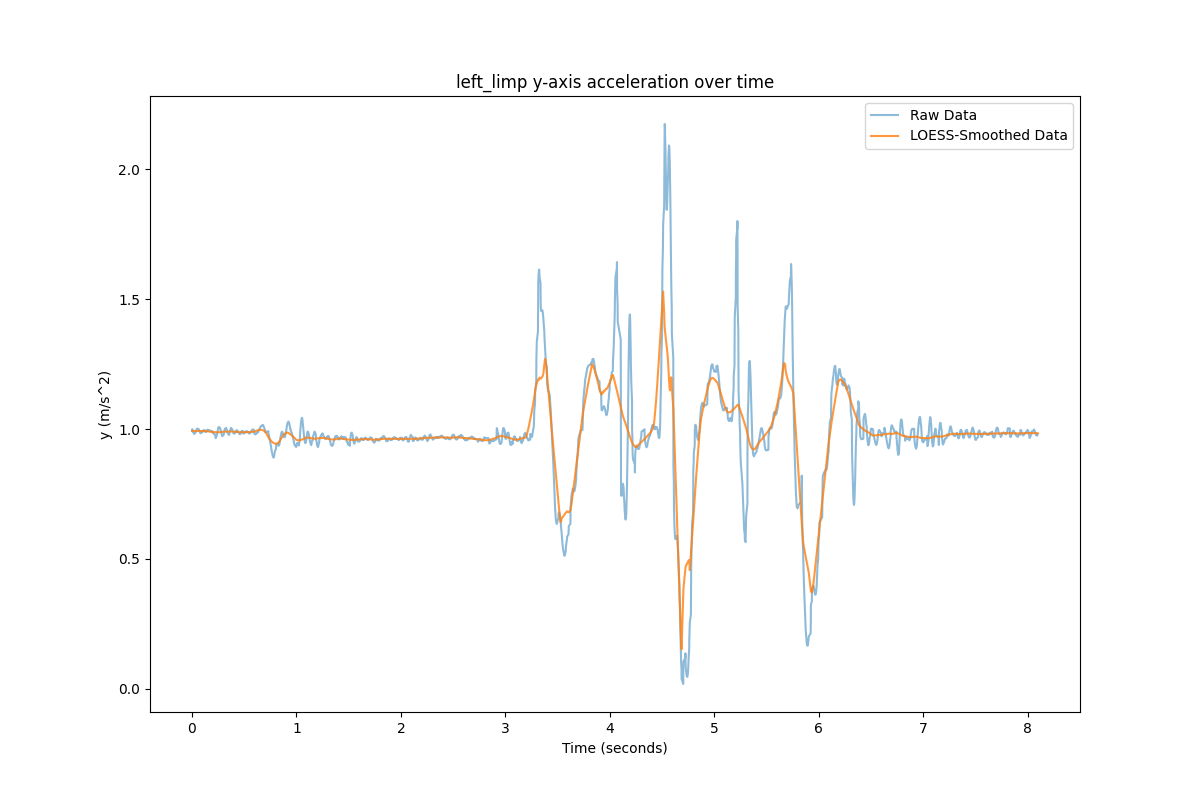 left_limp y-axis acceleration over time
Raw Data
LOESS-Smoothed Data
y (m/s^2)
2.0
1.5
1.0
0.5
0.0
0 1 2 3 4 5 6 7 8
Time (seconds)